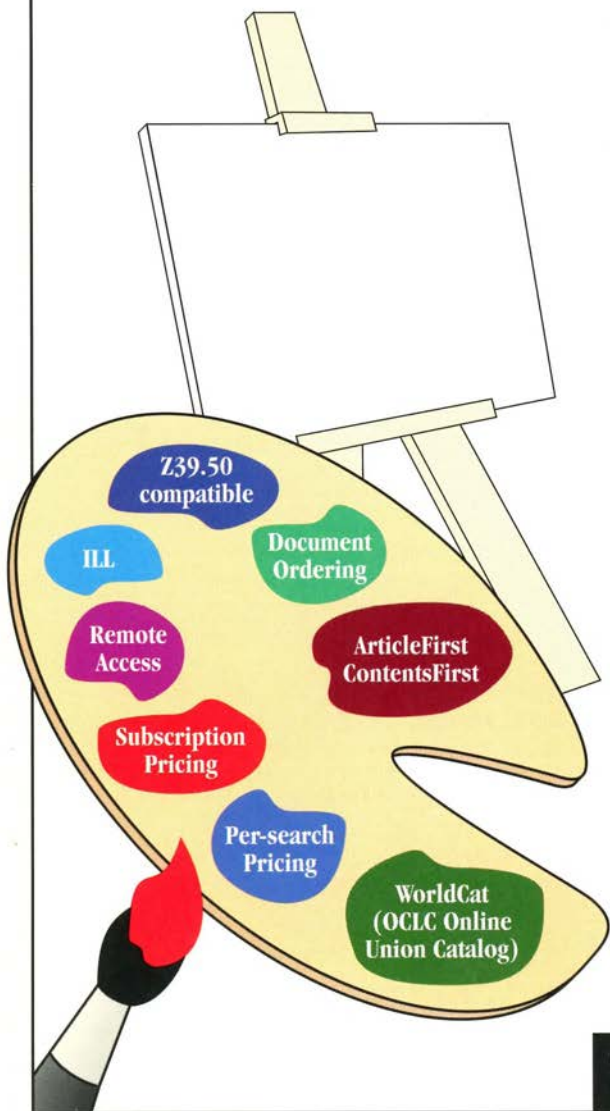 Z39.50
compatible
Document
Ordering
ILL
Remote
Access
ArticleFirst
ContentsFirst
Subscription
Pricing
Per-search
Pricing
WorldCat
(OCLC Online
Union Catalog)